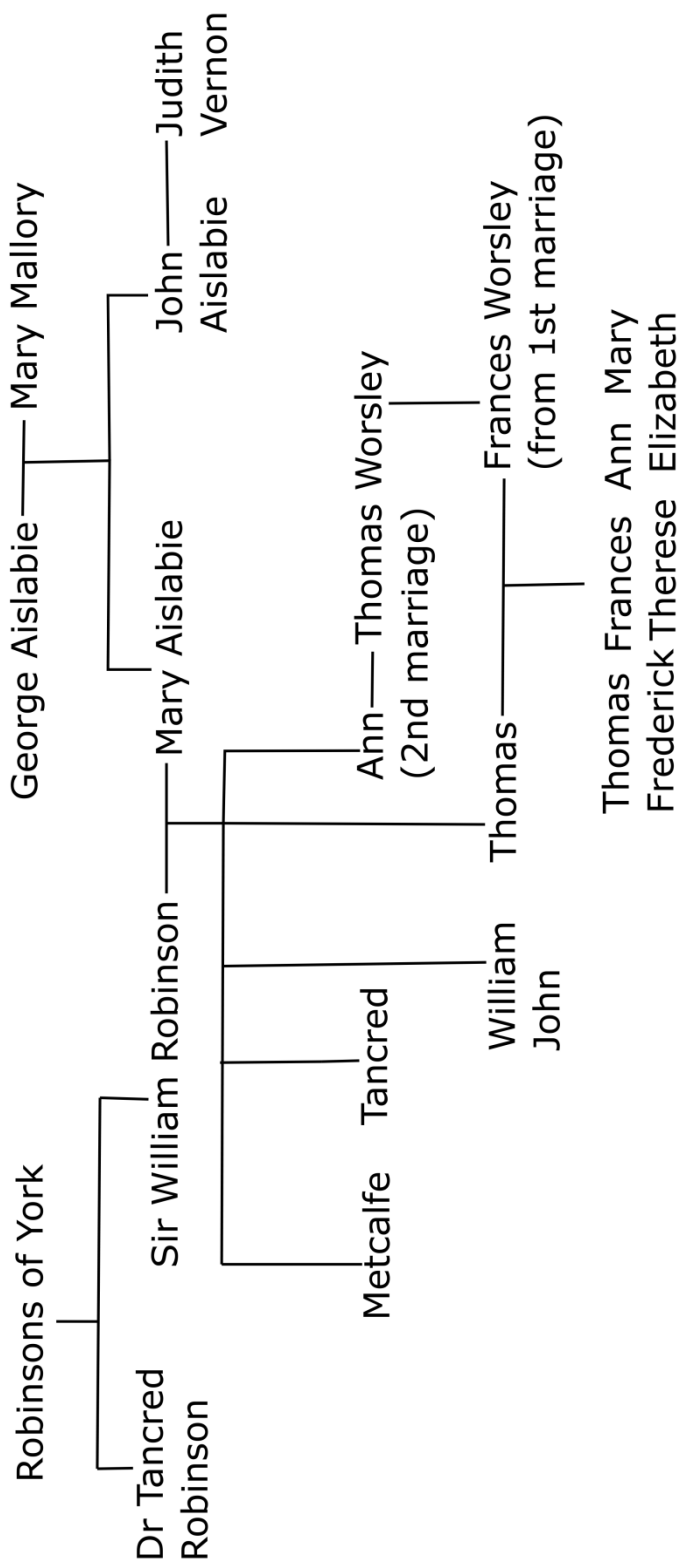 Robinsons of York
George Aislabie
Mary Mallory
Dr Tancred
Robinson
Sir William Robinson
Mary Aislabie
John
Aislabie
Judith
Vernon
Metcalfe
Tancred
Ann
(2nd marriage)
Thomas Worsley
William
John
Thomas
Frances Worsley
(from 1st marriage)
Thomas Frances Ann Mary
Frederick Therese Elizabeth